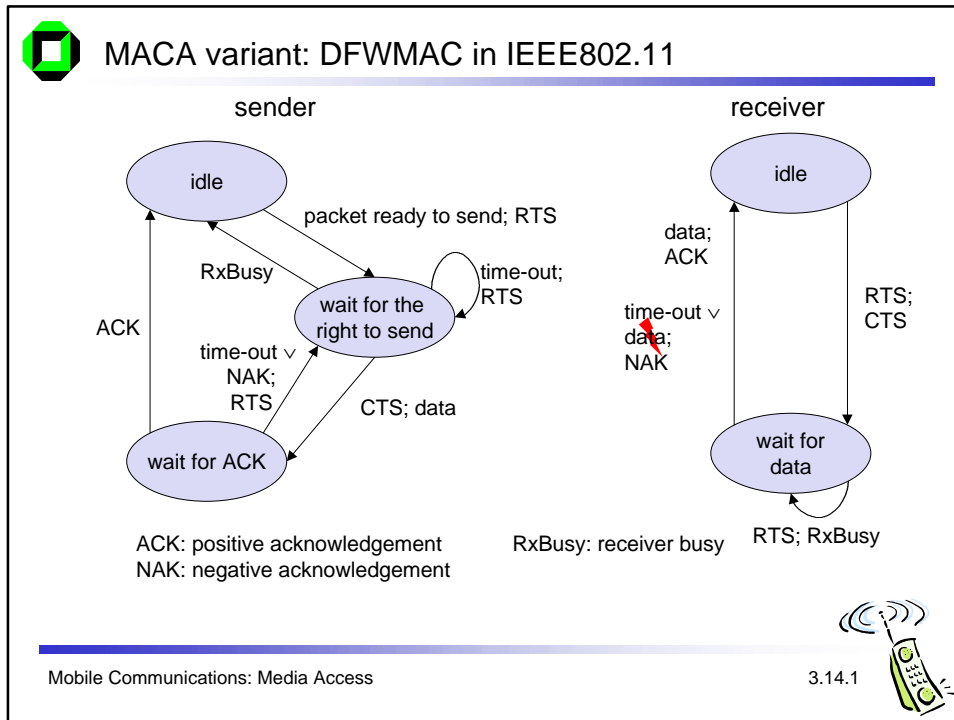 MACA variant: DFWMAC in IEEE802.11
sender
receiver
idle
idle
packet ready to send; RTS
data;
ACK
RxBusy
time-out;
RTS
wait for the
right to send
RTS;
CTS
ACK
time-out ∨
data;
NAK
time-out ∨
NAK;
RTS
CTS; data
wait for ACK
wait for
data
RTS; RxBusy
ACK: positive acknowledgement
NAK: negative acknowledgement
RxBusy: receiver busy
Mobile Communications: Media Access
3.14.1